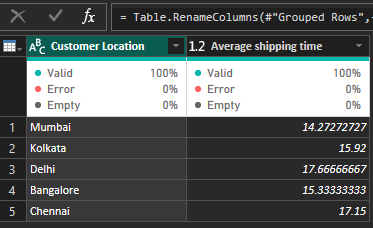 fx = Table.RenameColumns(#"Grouped Rows",
ABC Customer Location 1.2 Average shipping time
Valid 100% Valid 100%
Error 0% Error 0%
Empty 0% Empty 0%
1 Mumbai 14.27272727
2 Kolkata 15.92
3 Delhi 17.66666667
4 Bangalore 15.33333333
5 Chennai 17.15